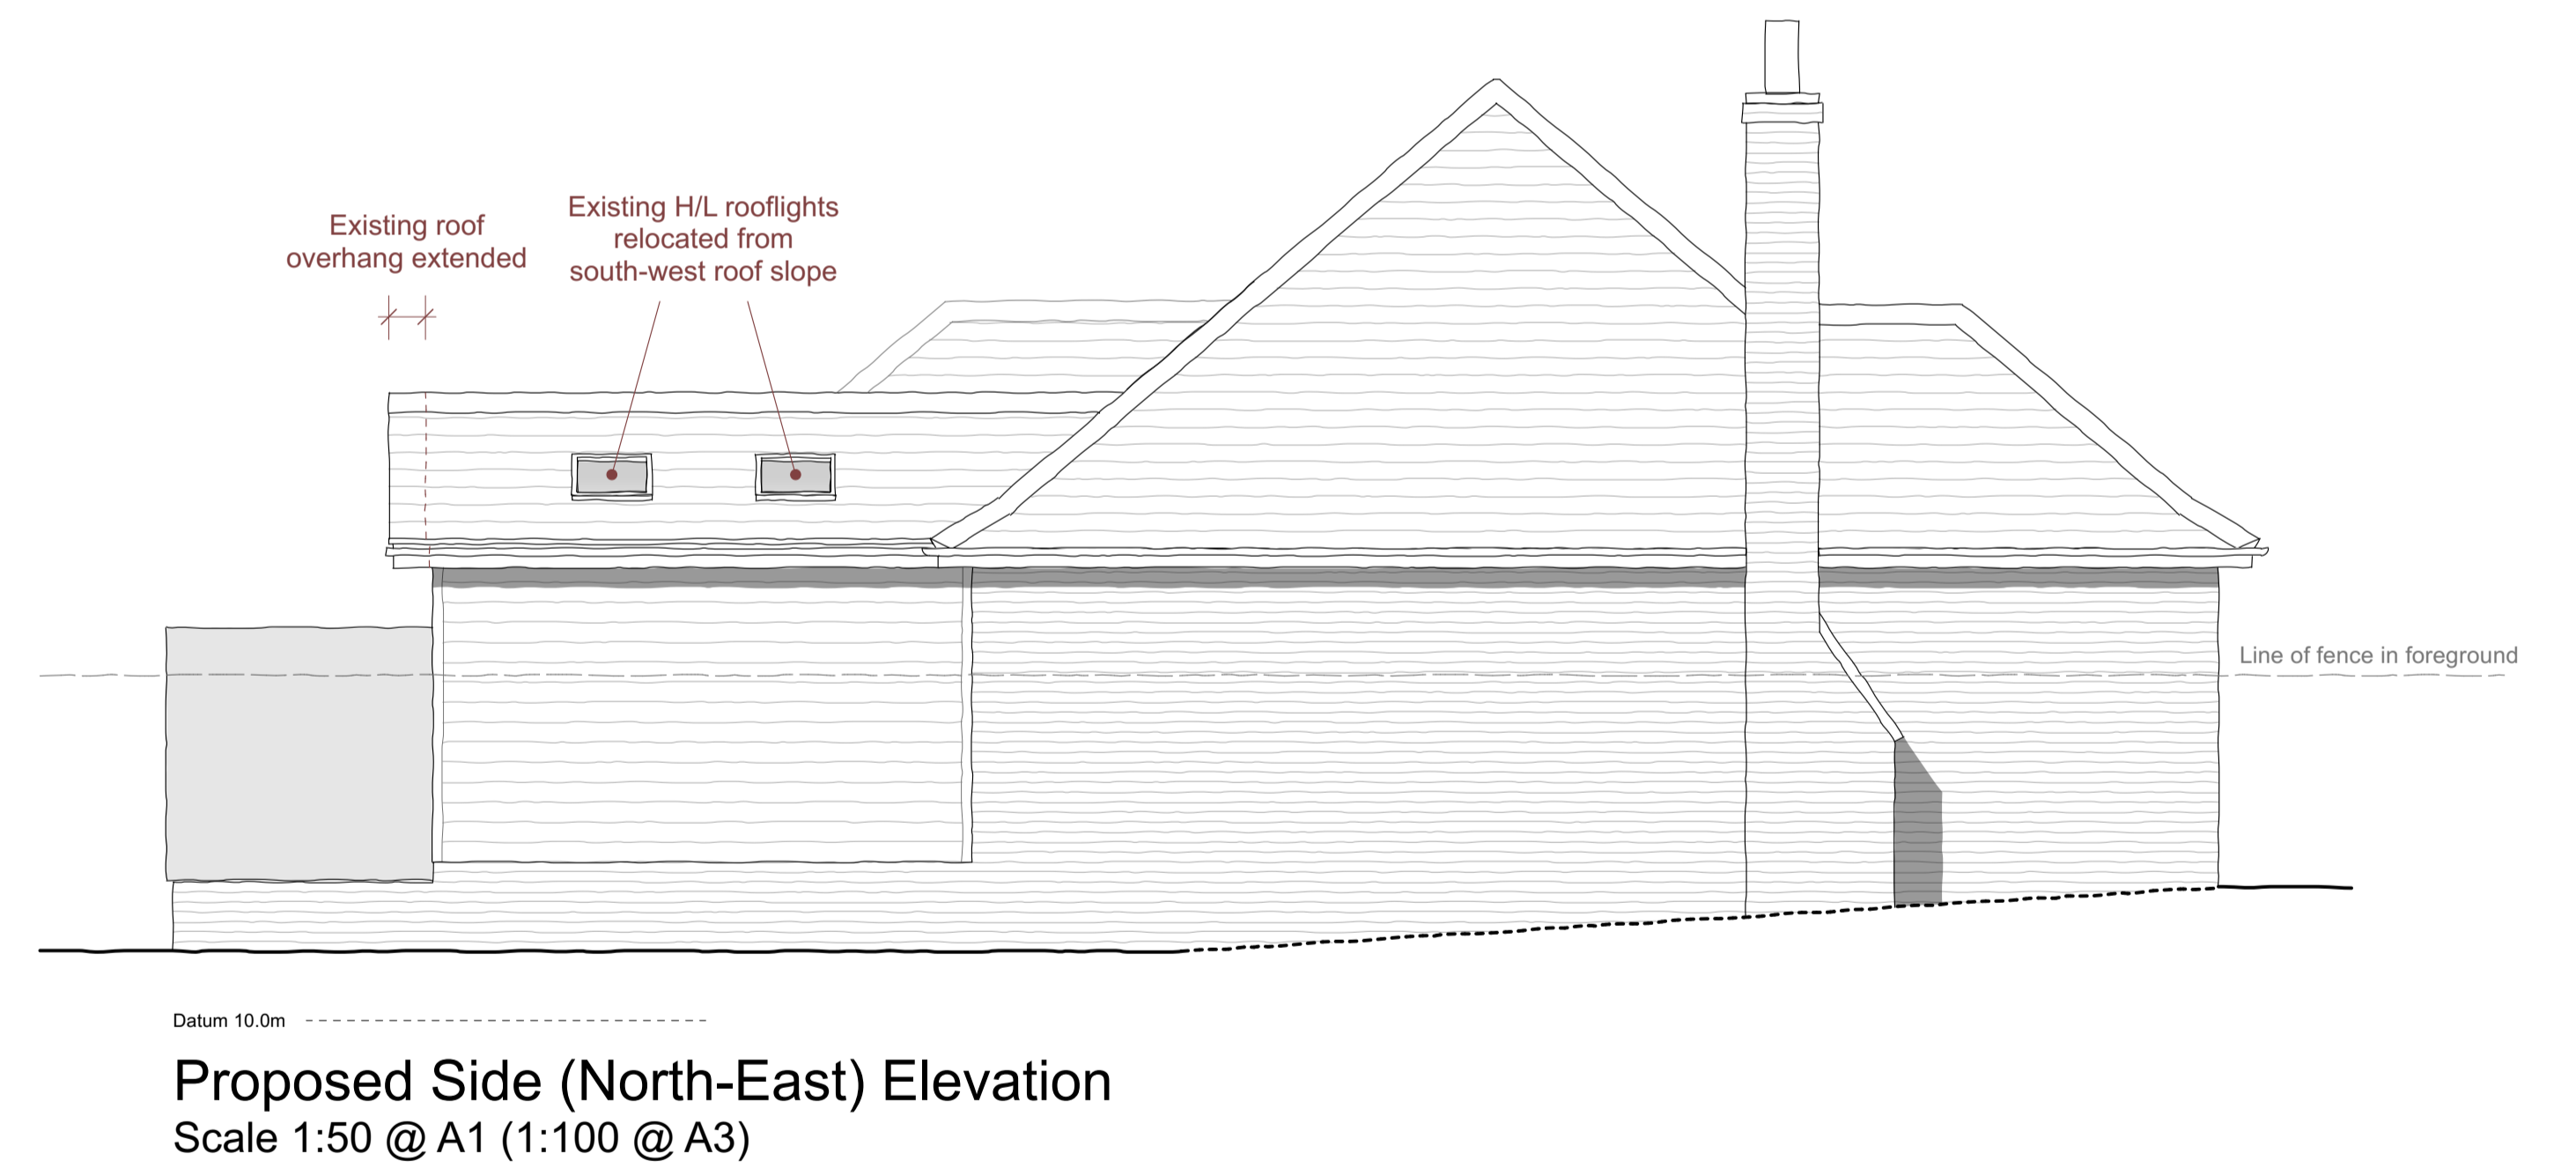 Existing roof
overhang extended
Existing H/L rooflights
relocated from
south-west roof slope
Line of fence in foreground
Datum 10.0m
Proposed Side (North-East) Elevation
Scale 1:50 @ A1 (1:100 @ A3)